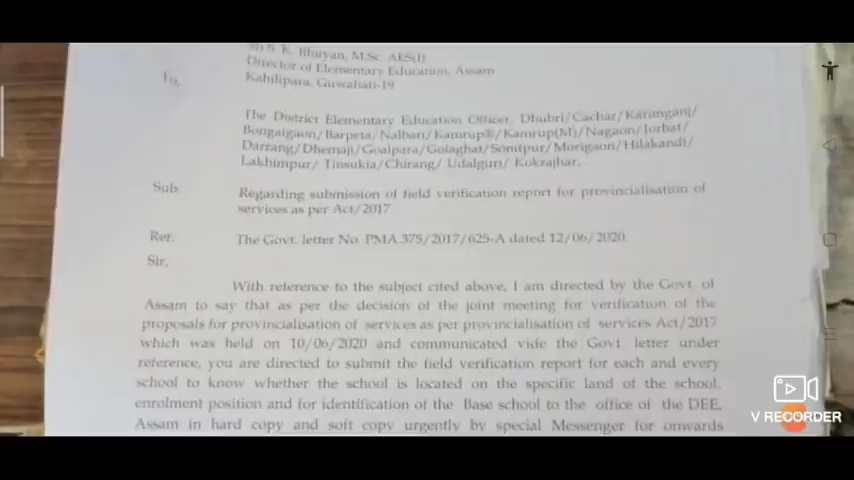 Sri S. K. Bhuyan, M.Sc. AES(I)
Director of Elementary Education, Assam
Kahilipara, Guwahati-19
To,
The District Elementary Education Officer, Dhubri/Cachar/Karimganj/
Bongaigaon/Barpeta/Nalbari/Kamrup®/Kamrup(M)/Nagaon/Jorhat/
Darrang/Dhemaji/Goalpara/Golaghat/Sonitpur/Morigaon/Hilakandi/
Lakhimpur/ Tinsukia/Chirang/ Udalguri/ Kokrajhar,.
Sub: Regarding submission of field verification report for provincialisation of
services as per Act/2017
Ref: The Govt. letter No. PMA.375/2017/625-A dated 12/06/2020.
Sir,
With reference to the subject cited above, I am directed by the Govt. of
Assam to say that as per the decision of the joint meeting for verification of the
proposals for provincialisation of services as per provincialisation of services Act/2017
which was held on 10/06/2020 and communicated vide the Govt. letter under
reference, you are directed to submit the field verification report for each and every
school to know whether the school is located on the specific land of the school,
enrolment position and for identification of the Base school to the office of the DEE,
Assam in hard copy and soft copy urgently by special Messenger for onwards
V RECORDER